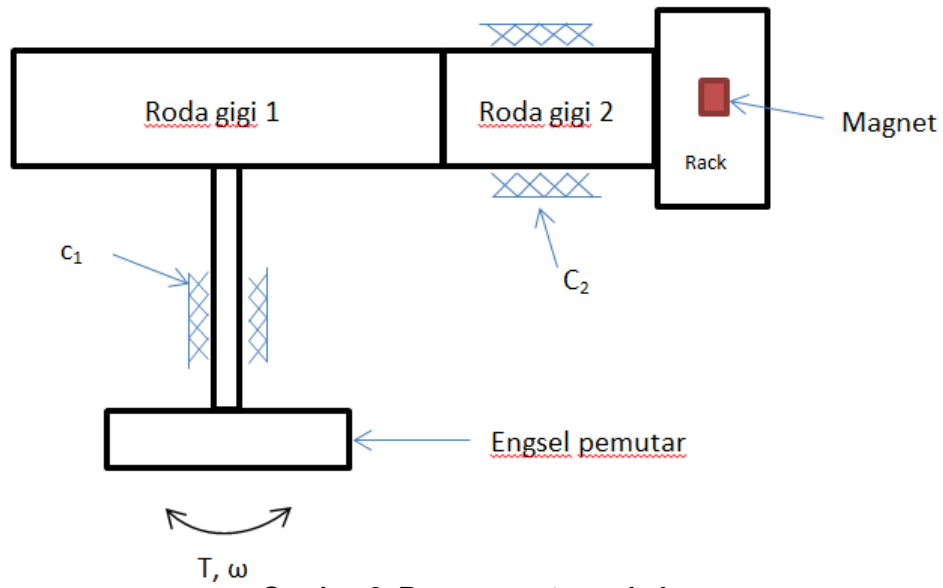 Roda gigi 1
Roda gigi 2
Magnet
Rack
c₁
C₂
Engsel pemutar
T, ω